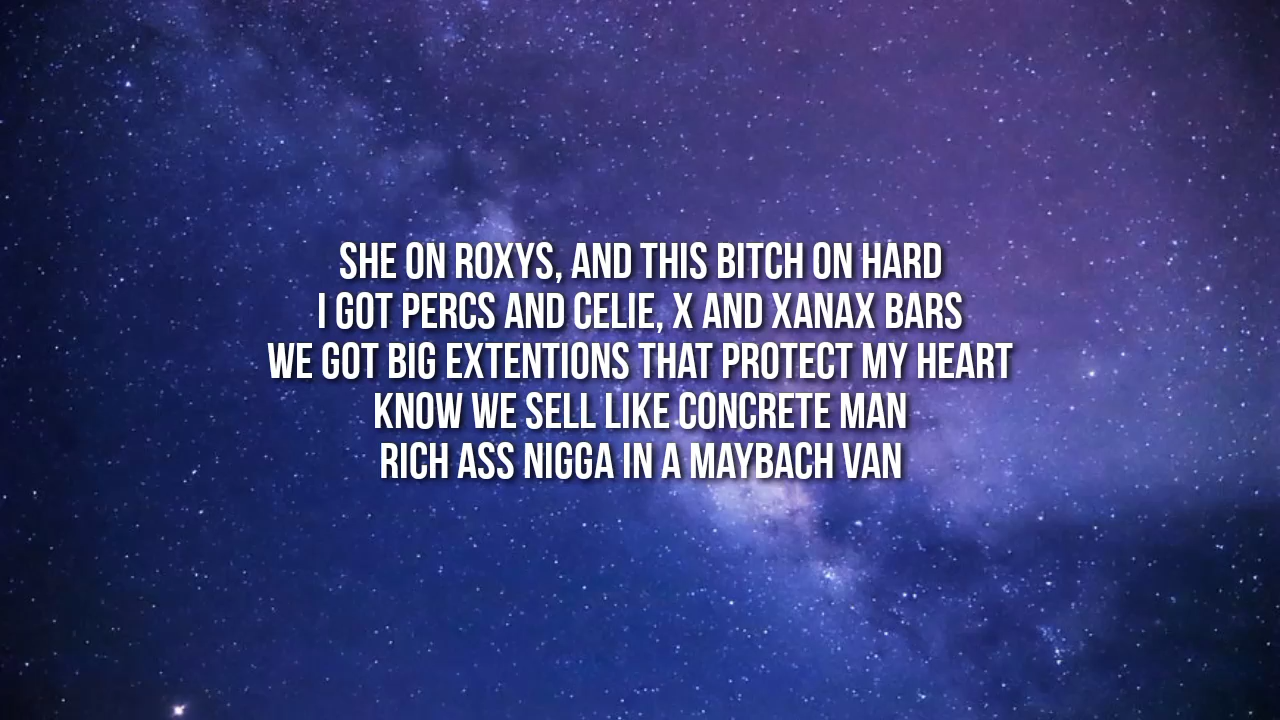 SHE ON ROXYS, AND THIS BITCH ON HARD
I GOT PERCS AND CELIE, X AND XANAX BARS
WE GOT BIG EXTENTIONS THAT PROTECT MY HEART
KNOW WE SELL LIKE CONCRETE MAN
RICH ASS NIGGA IN A MAYBACH VAN